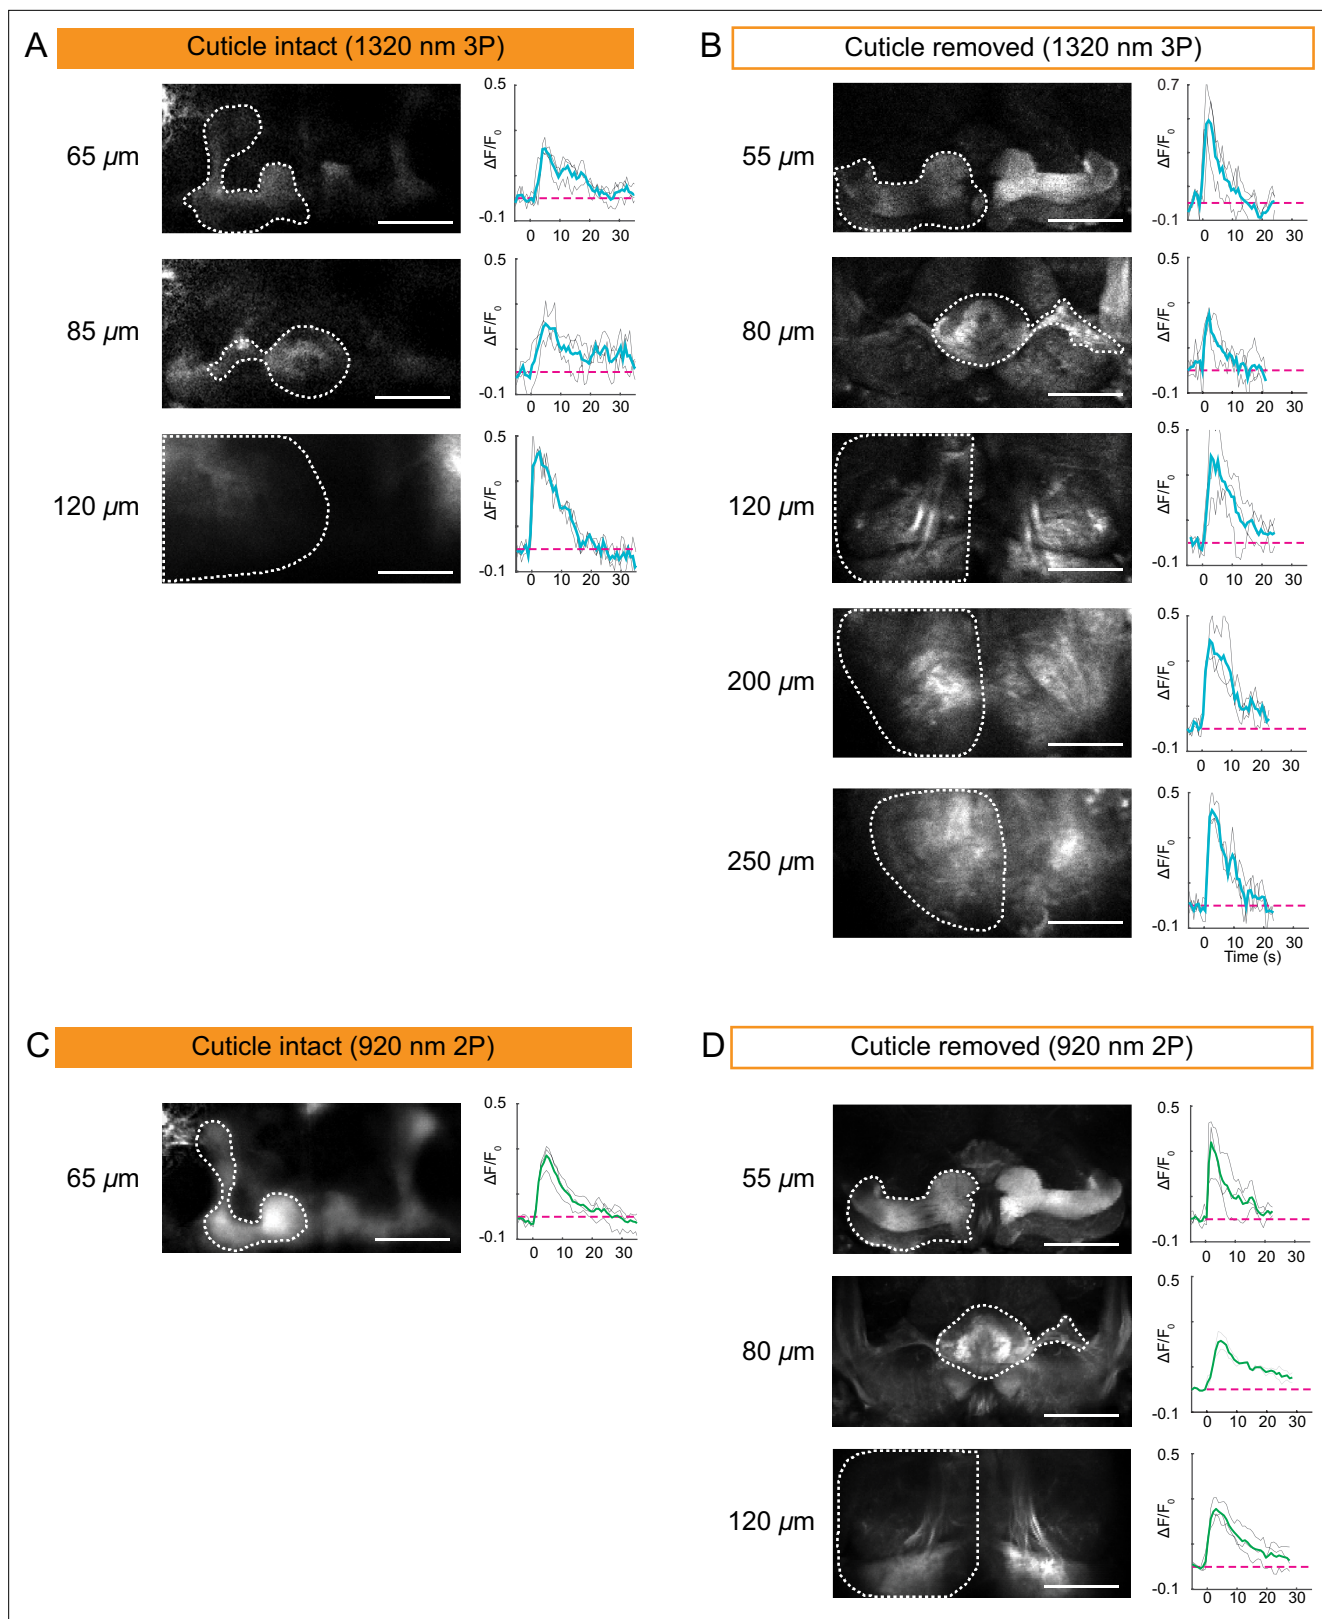 A
Cuticle intact (1320 nm 3P)
65 µm
0.5
ΔF/F₀
-0.1
0 10 20 30
85 µm
0.5
ΔF/F₀
-0.1
0 10 20 30
120 µm
0.5
ΔF/F₀
-0.1
0 10 20 30
B
Cuticle removed (1320 nm 3P)
55 µm
0.7
ΔF/F₀
-0.1
0 10 20 30
80 µm
0.5
ΔF/F₀
-0.1
0 10 20 30
120 µm
0.5
ΔF/F₀
-0.1
0 10 20 30
200 µm
0.5
ΔF/F₀
-0.1
0 10 20 30
250 µm
0.5
ΔF/F₀
-0.1
0 10 20 30
Time (s)
C
Cuticle intact (920 nm 2P)
65 µm
0.5
ΔF/F₀
-0.1
0 10 20 30
D
Cuticle removed (920 nm 2P)
55 µm
0.5
ΔF/F₀
-0.1
0 10 20 30
80 µm
0.5
ΔF/F₀
-0.1
0 10 20 30
120 µm
0.5
ΔF/F₀
-0.1
0 10 20 30